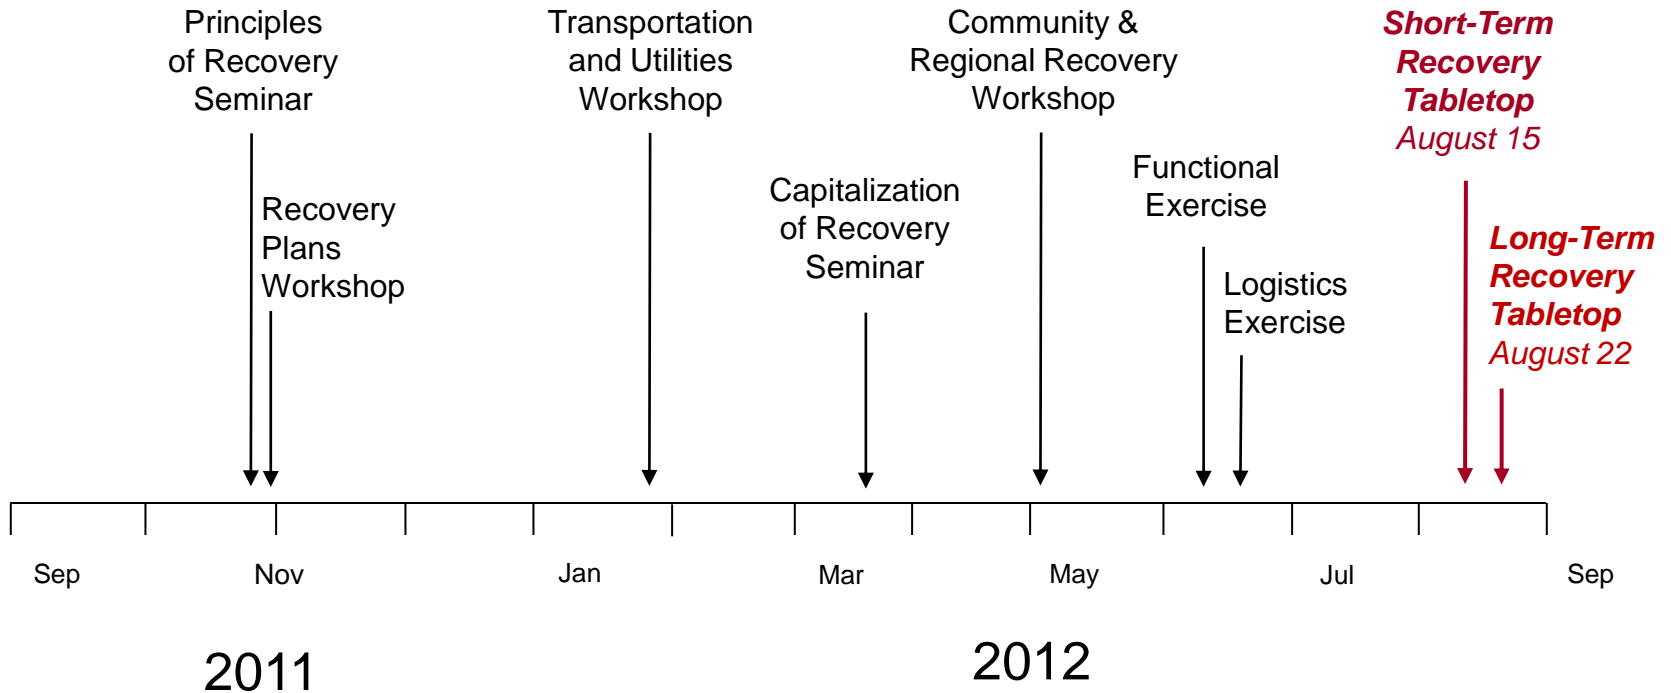 Principles
of Recovery
Seminar
Transportation
and Utilities
Workshop
Community &
Regional Recovery
Workshop
Short-Term
Recovery
Tabletop
August 15
Functional
Exercise
Capitalization
of Recovery
Seminar
Recovery
Plans
Workshop
Long-Term
Recovery
Tabletop
August 22
Logistics
Exercise
Sep
Nov
Jan
Mar
May
Jul
Sep
2011
2012